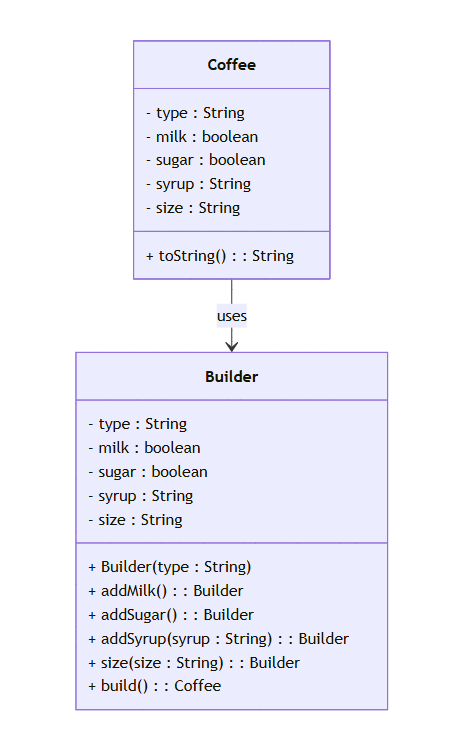 Coffee
- type : String
- milk : boolean
- sugar : boolean
- syrup : String
- size : String
+ toString() : : String
uses
Builder
- type : String
- milk : boolean
- sugar : boolean
- syrup : String
- size : String
+ Builder(type : String)
+ addMilk() : : Builder
+ addSugar() : : Builder
+ addSyrup(syrup : String) : : Builder
+ size(size : String) : : Builder
+ build() : : Coffee